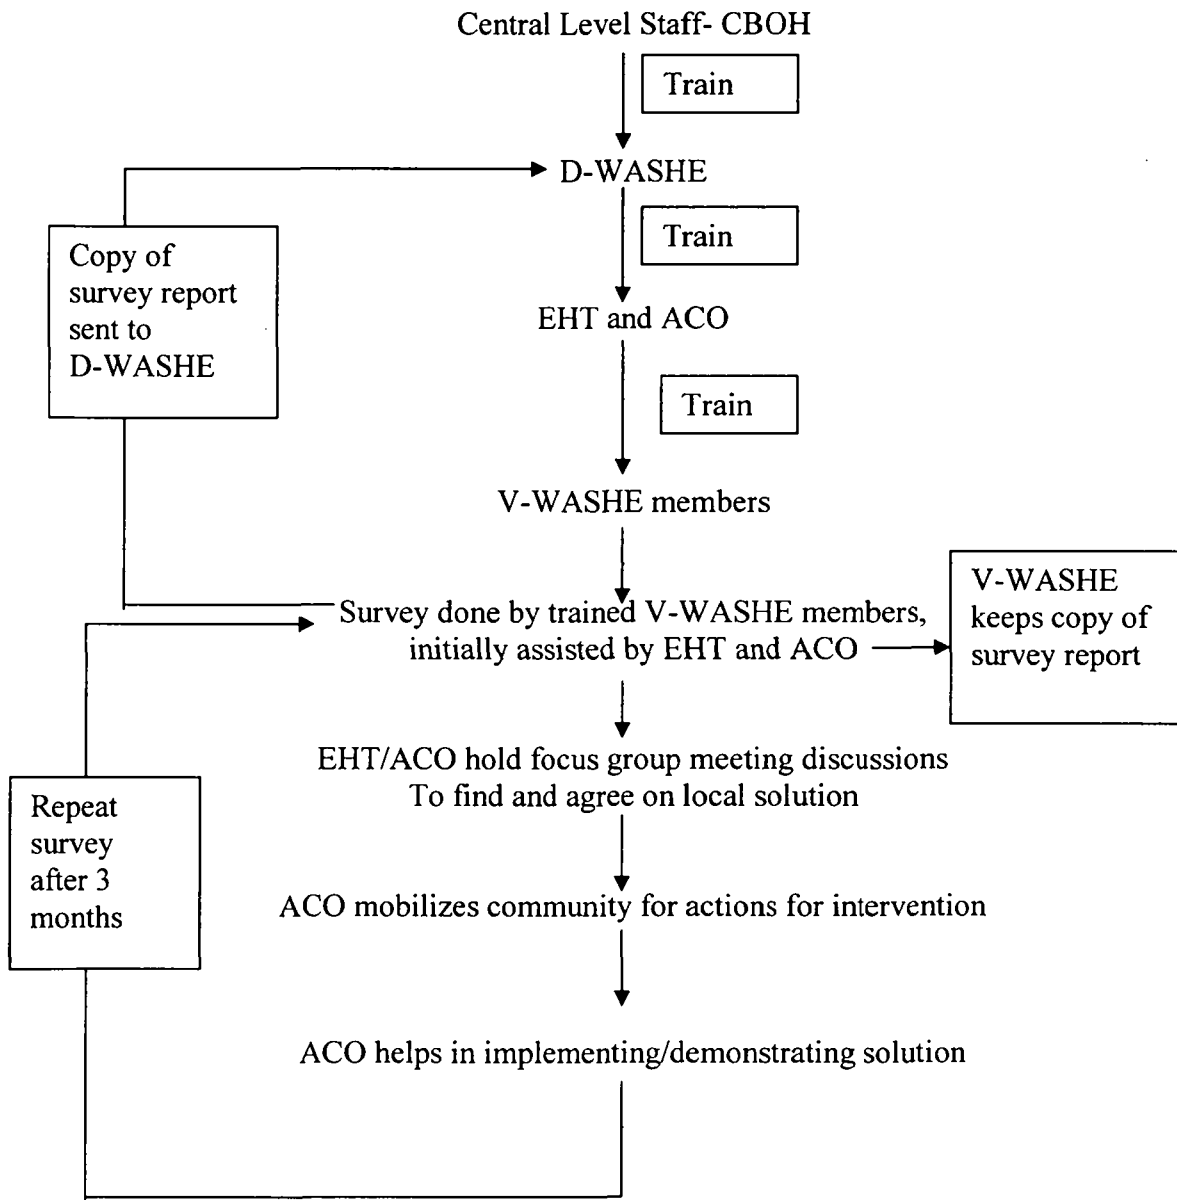 Central Level Staff- CBOH
Train
D-WASHE
Train
Copy of
survey report
sent to
D-WASHE
EHT and ACO
Train
V-WASHE members
V-WASHE
keeps copy of
survey report
Survey done by trained V-WASHE members,
initially assisted by EHT and ACO
EHT/ACO hold focus group meeting discussions
To find and agree on local solution
Repeat
survey
after 3
months
ACO mobilizes community for actions for intervention
ACO helps in implementing/demonstrating solution